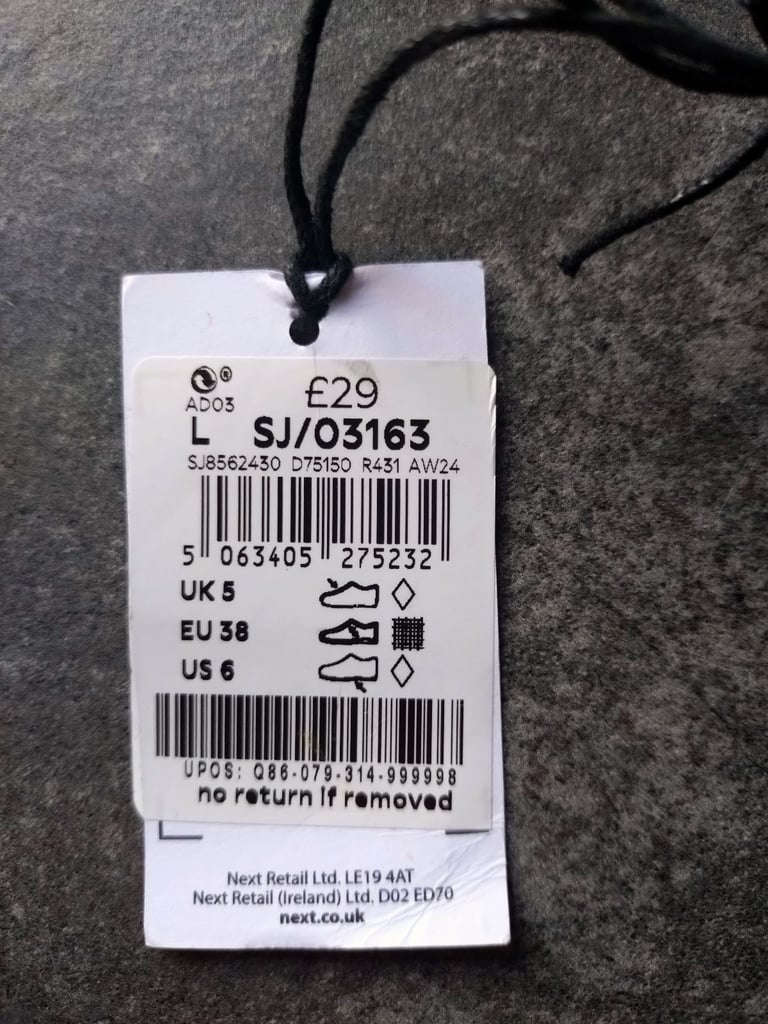 £29
AD03
L SJ/03163
SJ8562430 D75150 R431 AW24
5 063405 275232
UK 5
EU 38
US 6
UPOS: Q86-079-314-999998
no return if removed
Next Retail Ltd. LE19 4AT
Next Retail (Ireland) Ltd. D02 ED70
next.co.uk